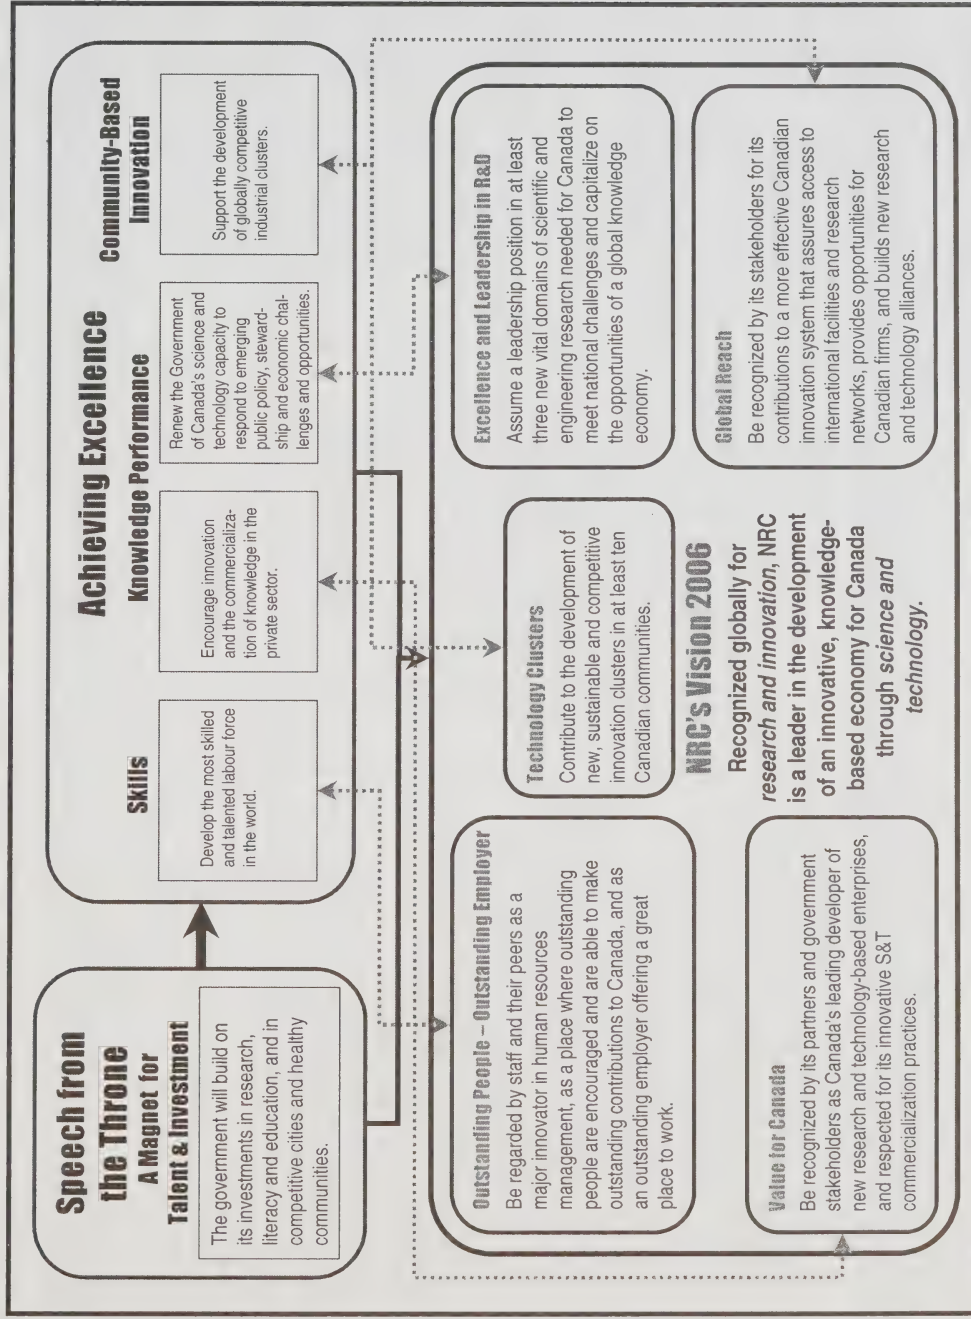 Speech from
the Throne
A Magnet for
Talent & Investment
The government will build on
its investments in research,
literacy and education, and in
competitive cities and healthy
communities.
Achieving Excellence
Skills
Develop the most skilled
and talented labour force
in the world.
Knowledge Performance
Encourage innovation
and the commercializa-
tion of knowledge in the
private sector.
Renew the Government
of Canada's science and
technology capacity to
respond to emerging
public policy, steward-
ship and economic chal-
lenges and opportunities.
Community-Based
Innovation
Support the development
of globally competitive
industrial clusters.
Outstanding People – Outstanding Employer
Be regarded by staff and their peers as a
major innovator in human resources
management, as a place where outstanding
people are encouraged and are able to make
outstanding contributions to Canada, and as
an outstanding employer offering a great
place to work.
Technology Clusters
Contribute to the development of
new, sustainable and competitive
innovation clusters in at least ten
Canadian communities.
Excellence and Leadership in R&D
Assume a leadership position in at least
three new vital domains of scientific and
engineering research needed for Canada to
meet national challenges and capitalize on
the opportunities of a global knowledge
economy.
NRC's Vision 2006
Recognized globally for
research and innovation, NRC
is a leader in the development
of an innovative, knowledge-
based economy for Canada
through science and
technology.
Value for Canada
Be recognized by its partners and government
stakeholders as Canada's leading developer of
new research and technology-based enterprises,
and respected for its innovative S&T
commercialization practices.
Global Reach
Be recognized by its stakeholders for its
contributions to a more effective Canadian
innovation system that assures access to
international facilities and research
networks, provides opportunities for
Canadian firms, and builds new research
and technology alliances.